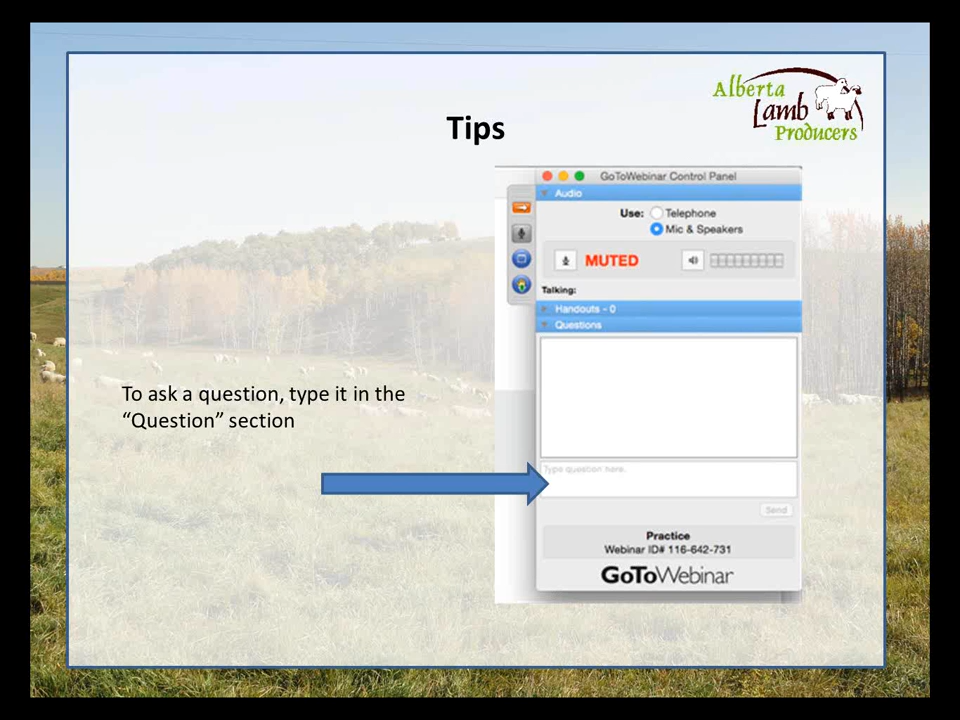 Alberta
Lamb
Producers
Tips
GoToWebinar Control Panel
Audio
Use: Telephone
Mic & Speakers
MUTED
Talking:
Handouts - 0
Questions
To ask a question, type it in the
“Question” section
Type question here.
Send
Practice
Webinar ID# 116-642-731
GoToWebinar